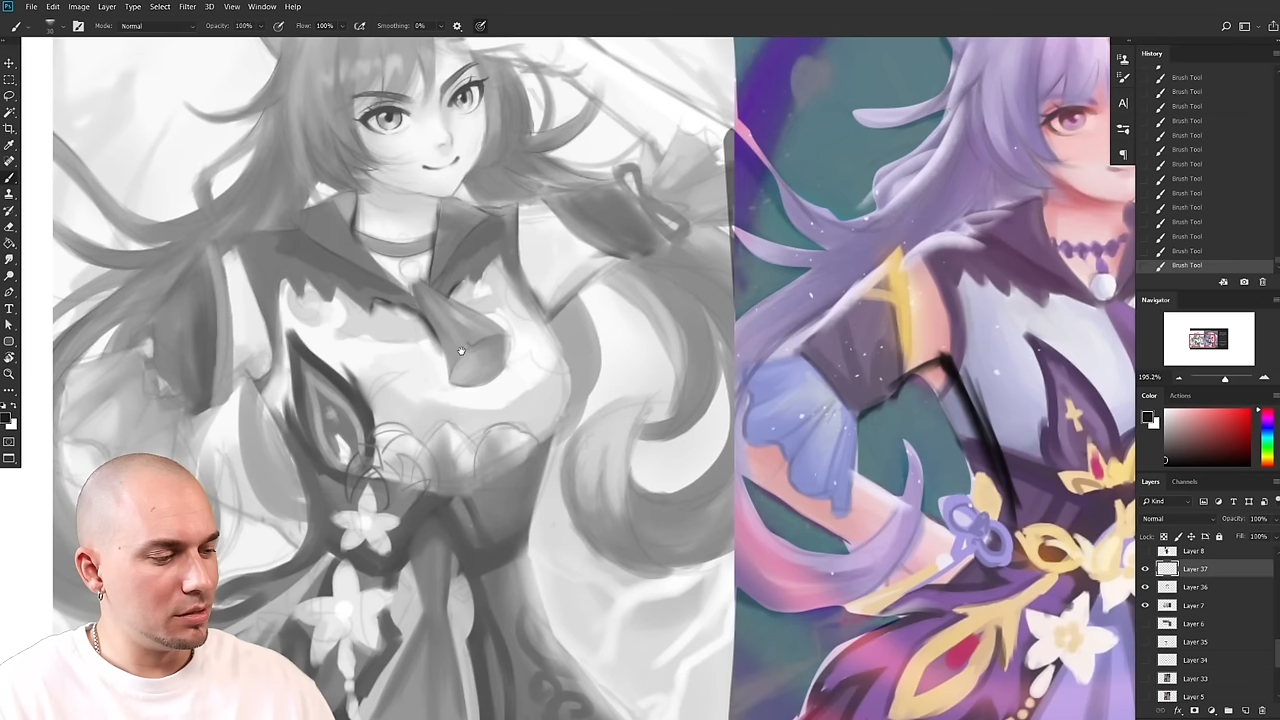 Ps File Edit Image Layer Type Select Filter 3D View Window Help
30 Mode: Normal Opacity: 100% Flow: 100% Smoothing: 0%
History
Brush Tool
Brush Tool
Brush Tool
Brush Tool
Brush Tool
Brush Tool
Brush Tool
Brush Tool
Brush Tool
Brush Tool
Brush Tool
Brush Tool
Brush Tool
Brush Tool
Navigator
195.2%
Color Actions
Layers Channels
Kind
Normal Opacity: 100%
Lock: Fill: 100%
Layer 8
Layer 37
Layer 36
Layer 7
Layer 6
Layer 35
Layer 34
Layer 33
Layer 5